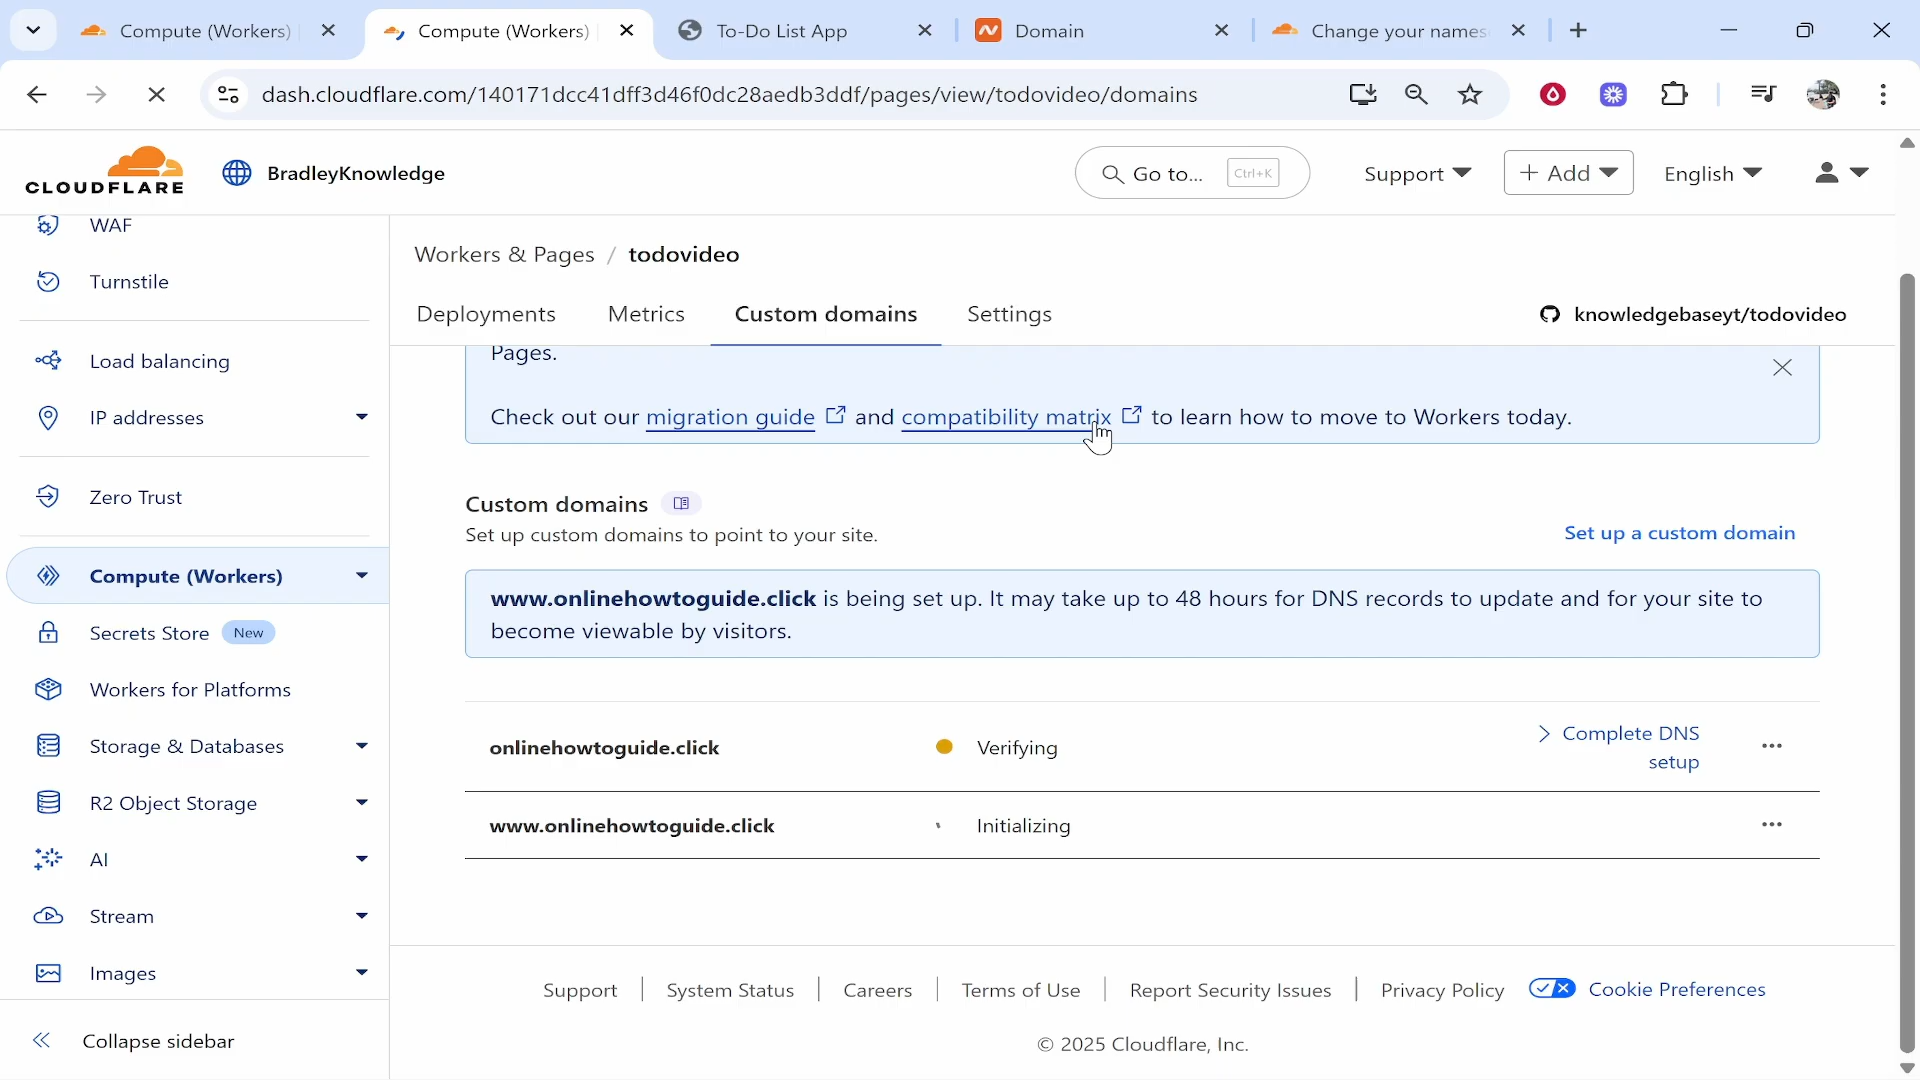 Compute (Workers)
Compute (Workers)
To-Do List App
Domain
Change your names
dash.cloudflare.com/140171dcc41dff3d46f0dc28aedb3ddf/pages/view/todovideo/domains
CLOUDFLARE
BradleyKnowledge
Go to...
Ctrl+K
Support
+ Add
English
WAF
Turnstile
Load balancing
IP addresses
Zero Trust
Compute (Workers)
Secrets Store New
Workers for Platforms
Storage & Databases
R2 Object Storage
AI
Stream
Images
Collapse sidebar
Workers & Pages / todovideo
Deployments
Metrics
Custom domains
Settings
knowledgebaseyt/todovideo
Pages.
Check out our migration guide and compatibility matrix to learn how to move to Workers today.
Custom domains
Set up custom domains to point to your site.
Set up a custom domain
www.onlinehowtoguide.click is being set up. It may take up to 48 hours for DNS records to update and for your site to
become viewable by visitors.
onlinehowtoguide.click
Verifying
Complete DNS
setup
www.onlinehowtoguide.click
Initializing
Support
System Status
Careers
Terms of Use
Report Security Issues
Privacy Policy
Cookie Preferences
© 2025 Cloudflare, Inc.